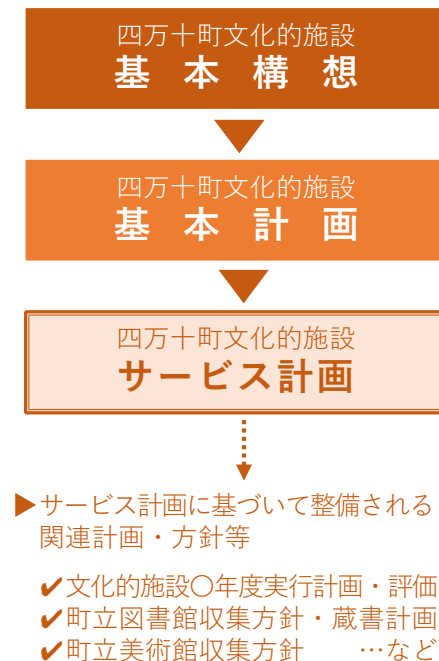 四万十町文化的施設
基本構想
四万十町文化的施設
基本計画
四万十町文化的施設
サービス計画
▶サービス計画に基づいて整備される
関連計画・方針等
✔文化的施設〇年度実行計画・評価
✔町立図書館収集方針・蔵書計画
✔町立美術館収集方針　…など